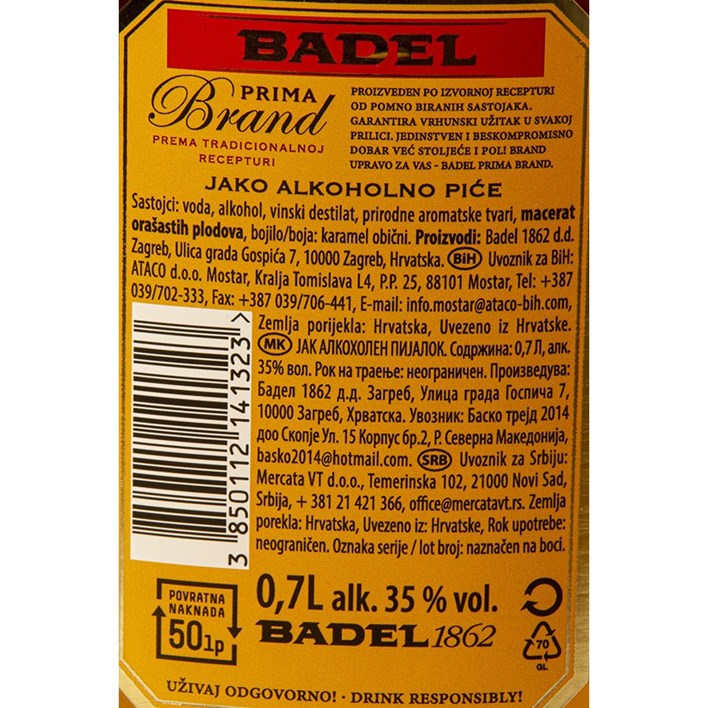 BADEL
PRIMA
Brand
PREMA TRADICIONALNOJ
RECEPTURI
PROIZVEDEN PO IZVORNOJ RECEPTURI
OD POMNO BIRANIH SASTOJAKA.
GARANTIRA VRHUNSKI UŽITAK U SVAKOJ
PRILICI. JEDINSTVEN I BESKOMPROMISNO
DOBAR VEĆ STOLJEĆE I POL! BRAND
UPRAVO ZA VAS - BADEL PRIMA BRAND.
JAKO ALKOHOLNO PIĆE
Sastojci: voda, alkohol, vinski destilat, prirodne aromatske tvari, macerat
orašastih plodova, bojilo/boja: karamel obični. Proizvodi: Badel 1862 d.d.
Zagreb, Ulica grada Gospića 7, 10000 Zagreb, Hrvatska. BiH Uvoznik za BiH:
ATACO d.o.o. Mostar, Kralja Tomislava L4, P.P. 25, 88101 Mostar, Tel: +387
039/702-333, Fax: +387 039/706-441, E-mail: info.mostar@ataco-bih.com,
Zemlja porijekla: Hrvatska, Uvezeno iz Hrvatske.
MK ЈАК АЛКОХОЛЕН ПИЈАЛОК. Содржина: 0,7 Л, алк.
35% вол. Рок на траење: неограничен. Произведува:
Бадел 1862 д.д. Загреб, Улица града Госпича 7,
10000 Загреб, Хрватска. Увозник: Баско трејд 2014
доо Скопје Ул. 15 Корпус бр.2, Р. Северна Македонија,
basko2014@hotmail.com. SRB Uvoznik za Srbiju:
Mercata VT d.o.o., Temerinska 102, 21000 Novi Sad,
Srbija, + 381 21 421 366, office@mercatavt.rs. Zemlja
porekla: Hrvatska, Uvezeno iz: Hrvatske, Rok upotrebe:
neograničen. Oznaka serije / lot broj: naznačen na boci.
3 850112 141323 >
POVRATNA
NAKNADA
50 lp
0,7L alk. 35 % vol.
BADEL 1862
70
GL
UŽIVAJ ODGOVORNO! · DRINK RESPONSIBLY!